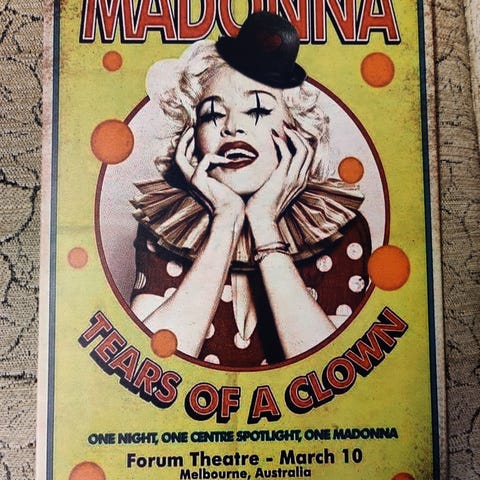 MADONNA
TEARS OF A CLOWN
ONE NIGHT, ONE CENTRE SPOTLIGHT, ONE MADONNA
Forum Theatre - March 10
Melbourne, Australia